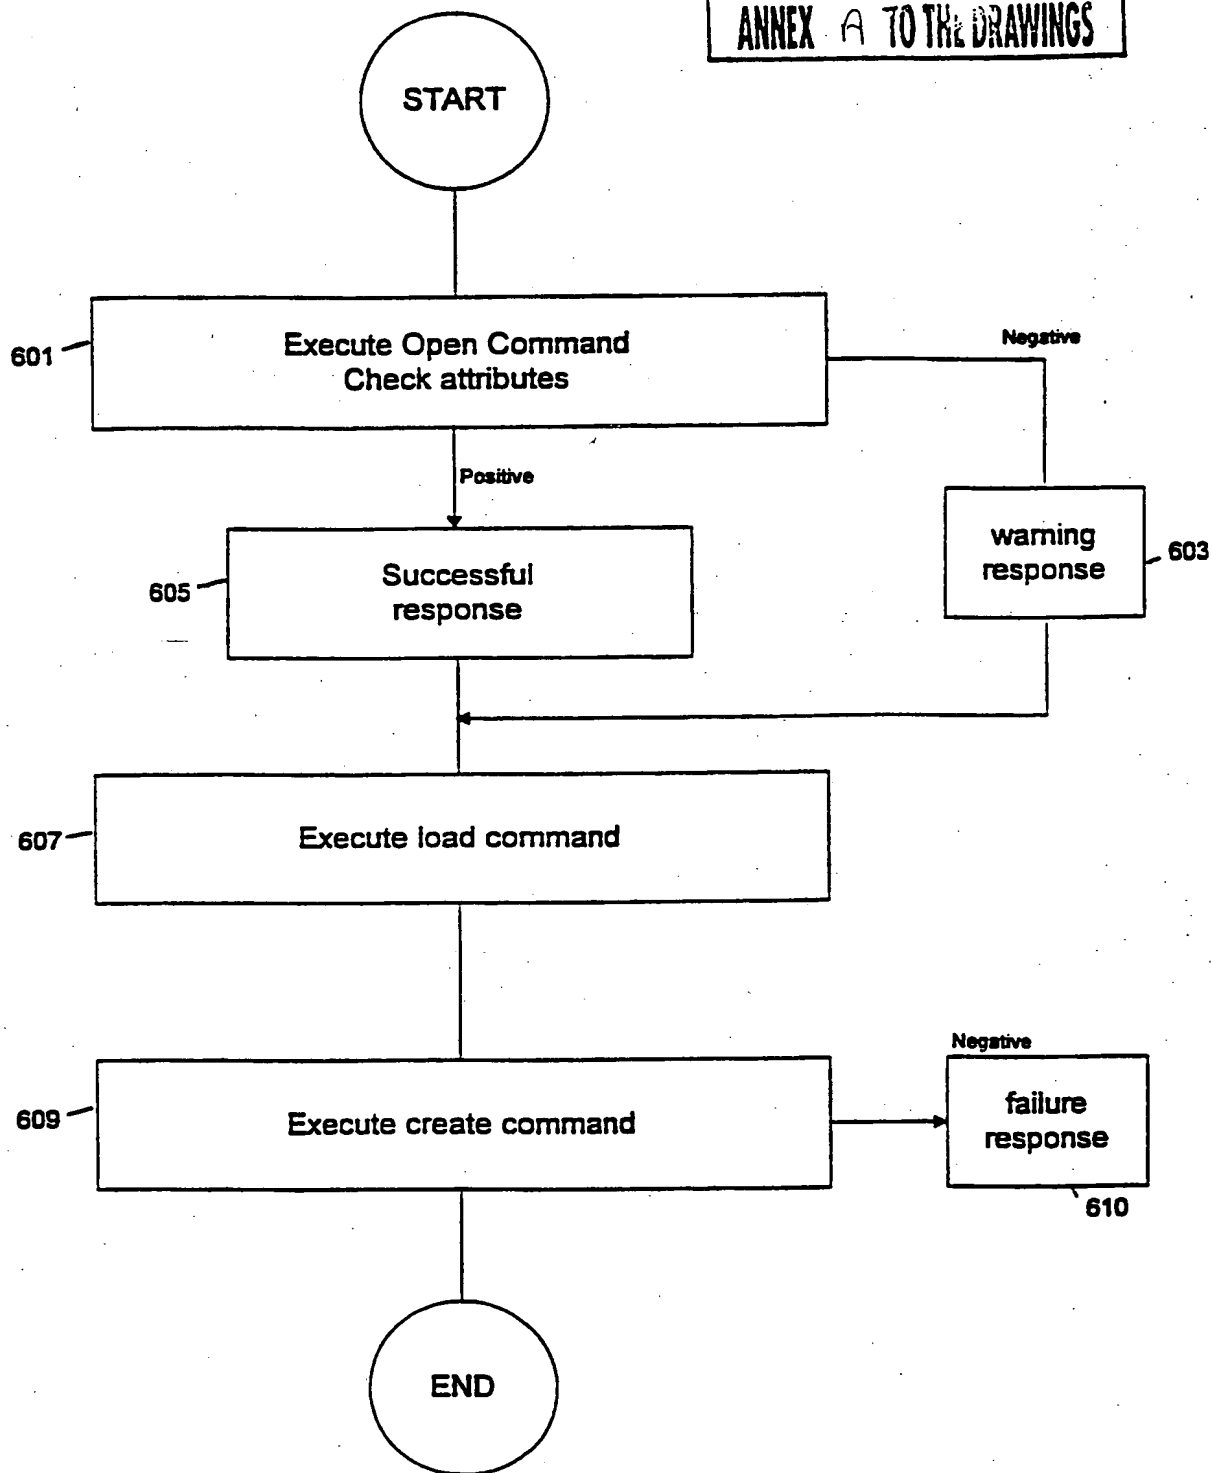 ANNEX A TO THE DRAWINGS
START
601
Execute Open Command
Check attributes
Negative
Positive
605
Successful
response
warning
response
603
607
Execute load command
609
Execute create command
Negative
failure
response
610
END